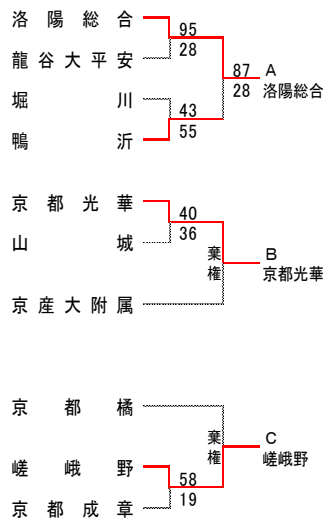 洛陽総合
95
28
龍谷大平安
87
28
A
洛陽総合
堀川
43
55
鴨沂
京都光華
40
36
山城
棄権
B
京都光華
京産大附属
京都橘
棄権
C
嵯峨野
嵯峨野
58
19
京都成章